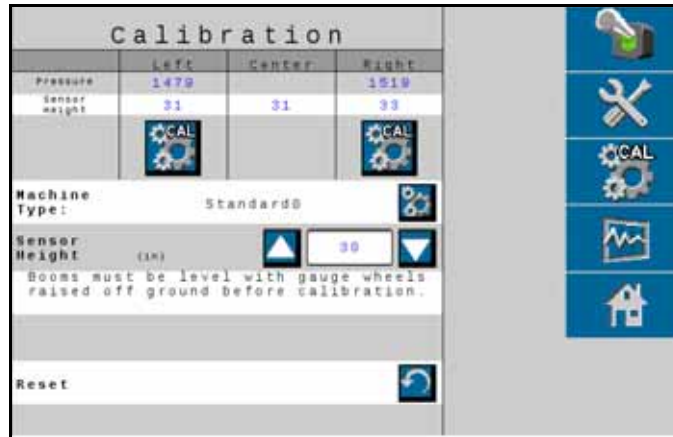 Calibration
Left Center Right
Pressure 1479 1519
Sensor
Height 31 31 33
CAL CAL
Machine
Type: Standard0
Sensor
Height (in) 30
Booms must be level with gauge wheels
raised off ground before calibration.
Reset
CAL